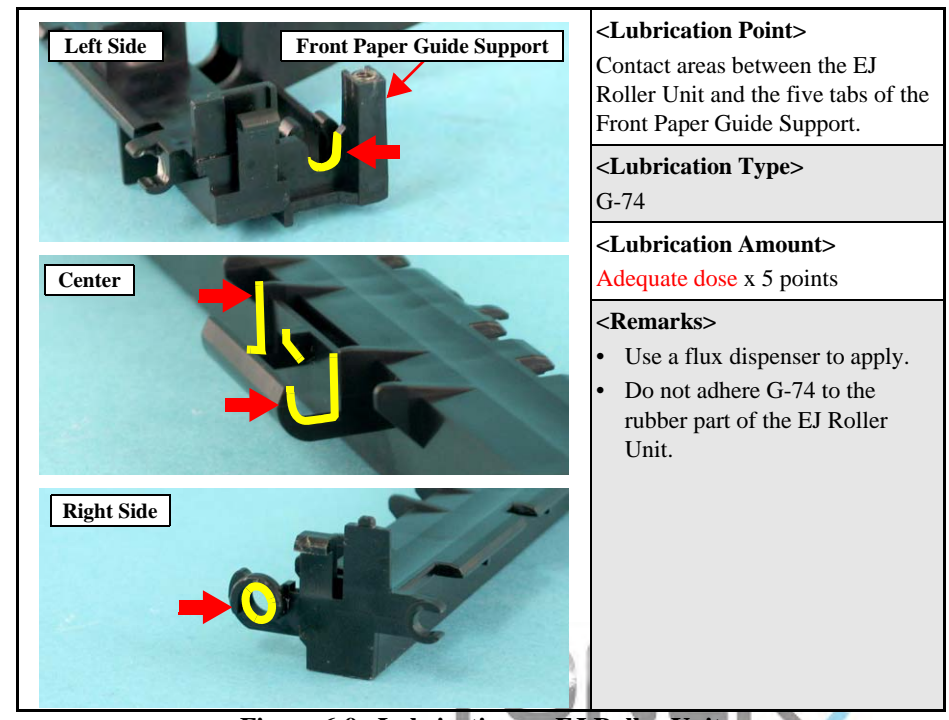 Left Side
Front Paper Guide Support
Center
Right Side
<Lubrication Point>
Contact areas between the EJ
Roller Unit and the five tabs of the
Front Paper Guide Support.
<Lubrication Type>
G-74
<Lubrication Amount>
Adequate dose x 5 points
<Remarks>
• Use a flux dispenser to apply.
• Do not adhere G-74 to the
rubber part of the EJ Roller
Unit.